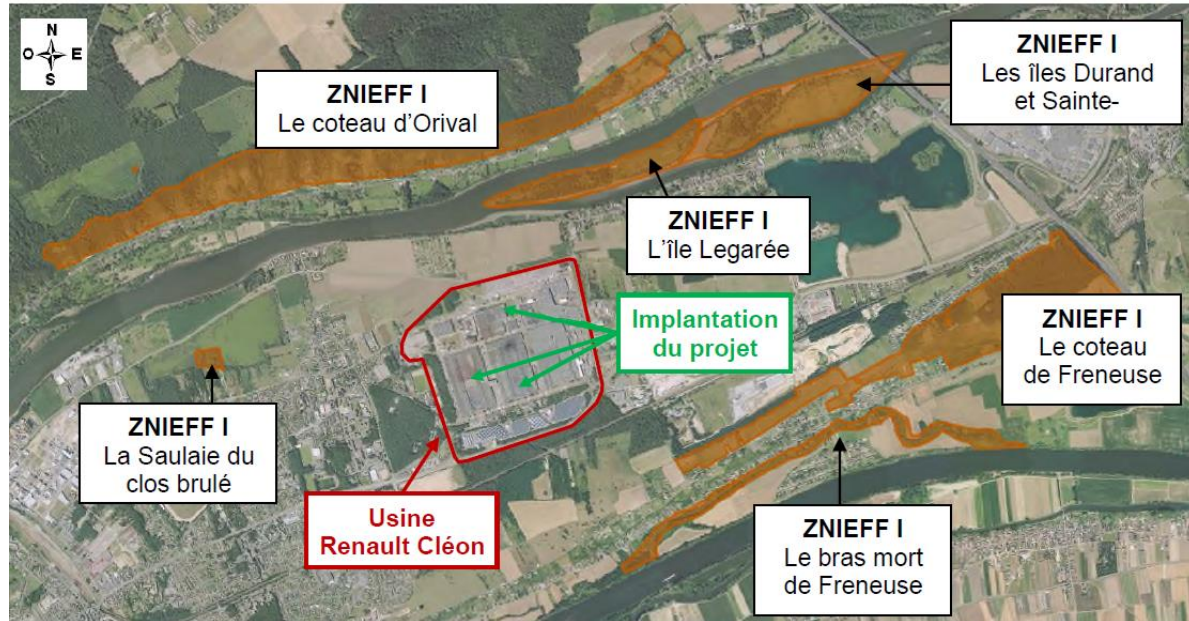 N
O E
S
ZNIEFF I
Le coteau d'Orival
ZNIEFF I
Les îles Durand
et Sainte-
ZNIEFF I
L'île Legarée
Implantation
du projet
ZNIEFF I
Le coteau
de Freneuse
ZNIEFF I
La Saulaie du
clos brulé
Usine
Renault Cléon
ZNIEFF I
Le bras mort
de Freneuse